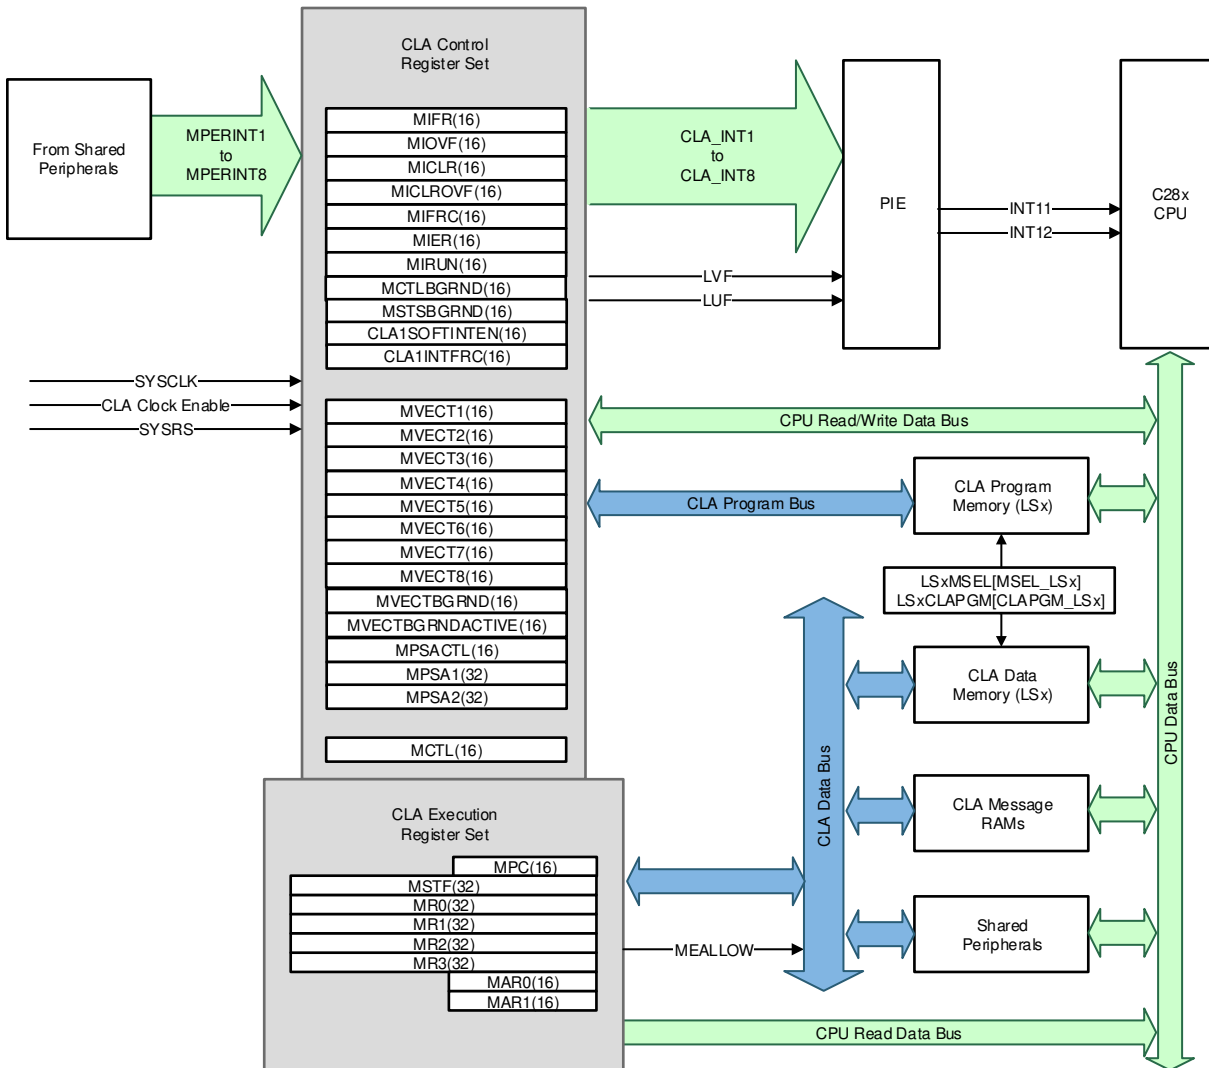 CLA Control
Register Set
From Shared
Peripherals
MPERINT1
to
MPERINT8
MIFR(16)
MIOVF(16)
MICLR(16)
MICLROVF(16)
MIFRC(16)
MIER(16)
MIRUN(16)
MCTLBGRND(16)
MSTSBGRND(16)
CLA1SOFTINTEN(16)
CLA1INTFRC(16)
CLA_INT1
to
CLA_INT8
LVF
LUF
PIE
INT11
INT12
C28x
CPU
SYSCLK
CLA Clock Enable
SYSRS
MVECT1(16)
MVECT2(16)
MVECT3(16)
MVECT4(16)
MVECT5(16)
MVECT6(16)
MVECT7(16)
MVECT8(16)
MVECTBGRND(16)
MVECTBGRNDACTIVE(16)
MPSACTL(16)
MPSA1(32)
MPSA2(32)
MCTL(16)
CPU Read/Write Data Bus
CLA Program Bus
CLA Program
Memory (LSx)
LSxMSEL[MSEL_LSx]
LSxCLAPGM[CLAPGM_LSx]
CLA Data
Memory (LSx)
CLA Data Bus
CPU Data Bus
CLA Message
RAMs
Shared
Peripherals
CLA Execution
Register Set
MPC(16)
MSTF(32)
MR0(32)
MR1(32)
MR2(32)
MR3(32)
MAR0(16)
MAR1(16)
MEALLOW
CPU Read Data Bus